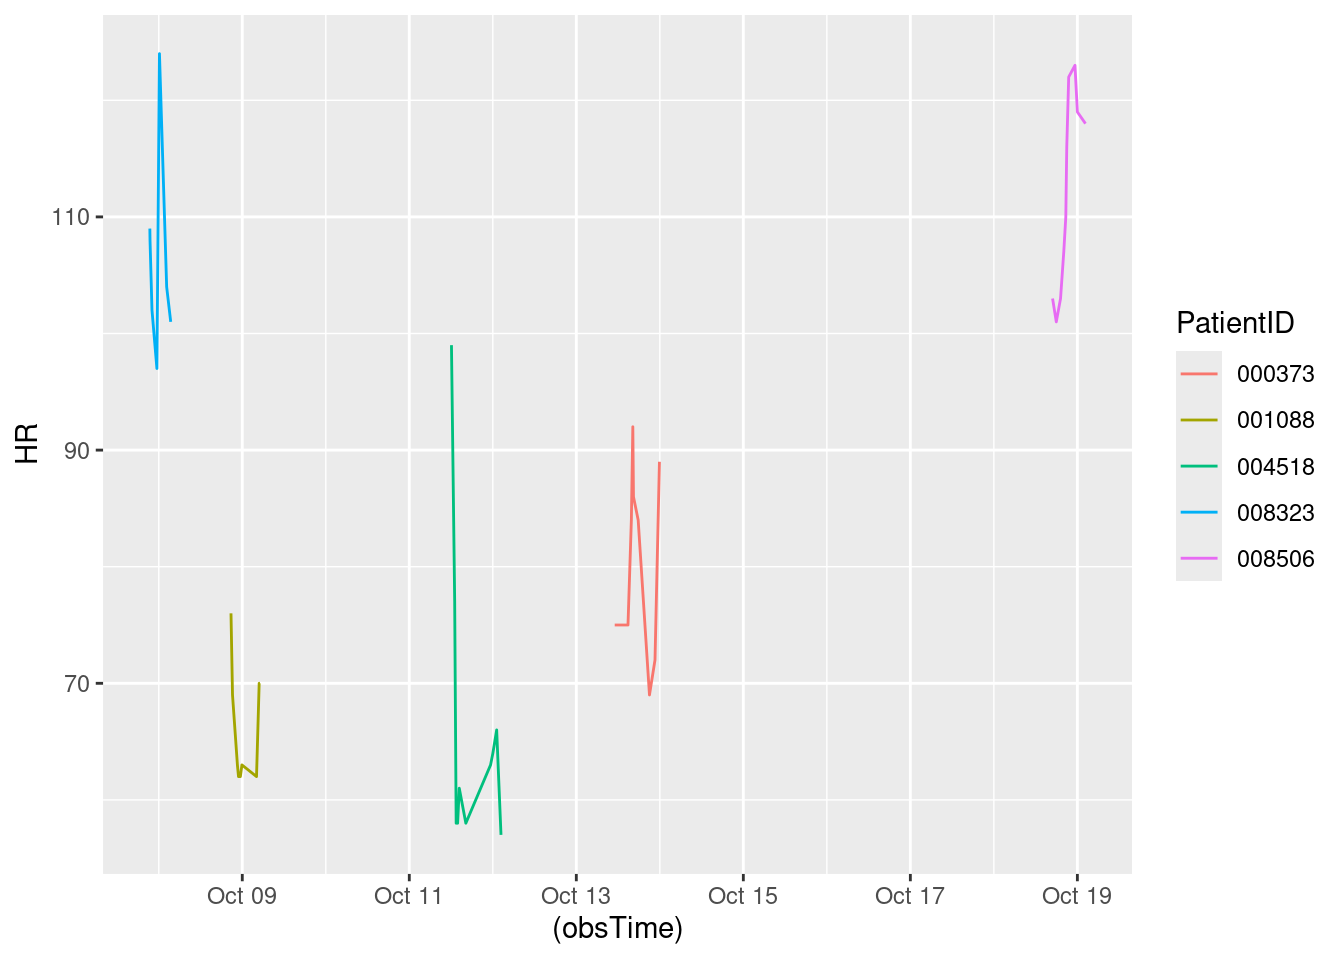 110
90
70
HR
Oct 09
Oct 11
Oct 13
Oct 15
Oct 17
Oct 19
(obsTime)
PatientID
000373
001088
004518
008323
008506